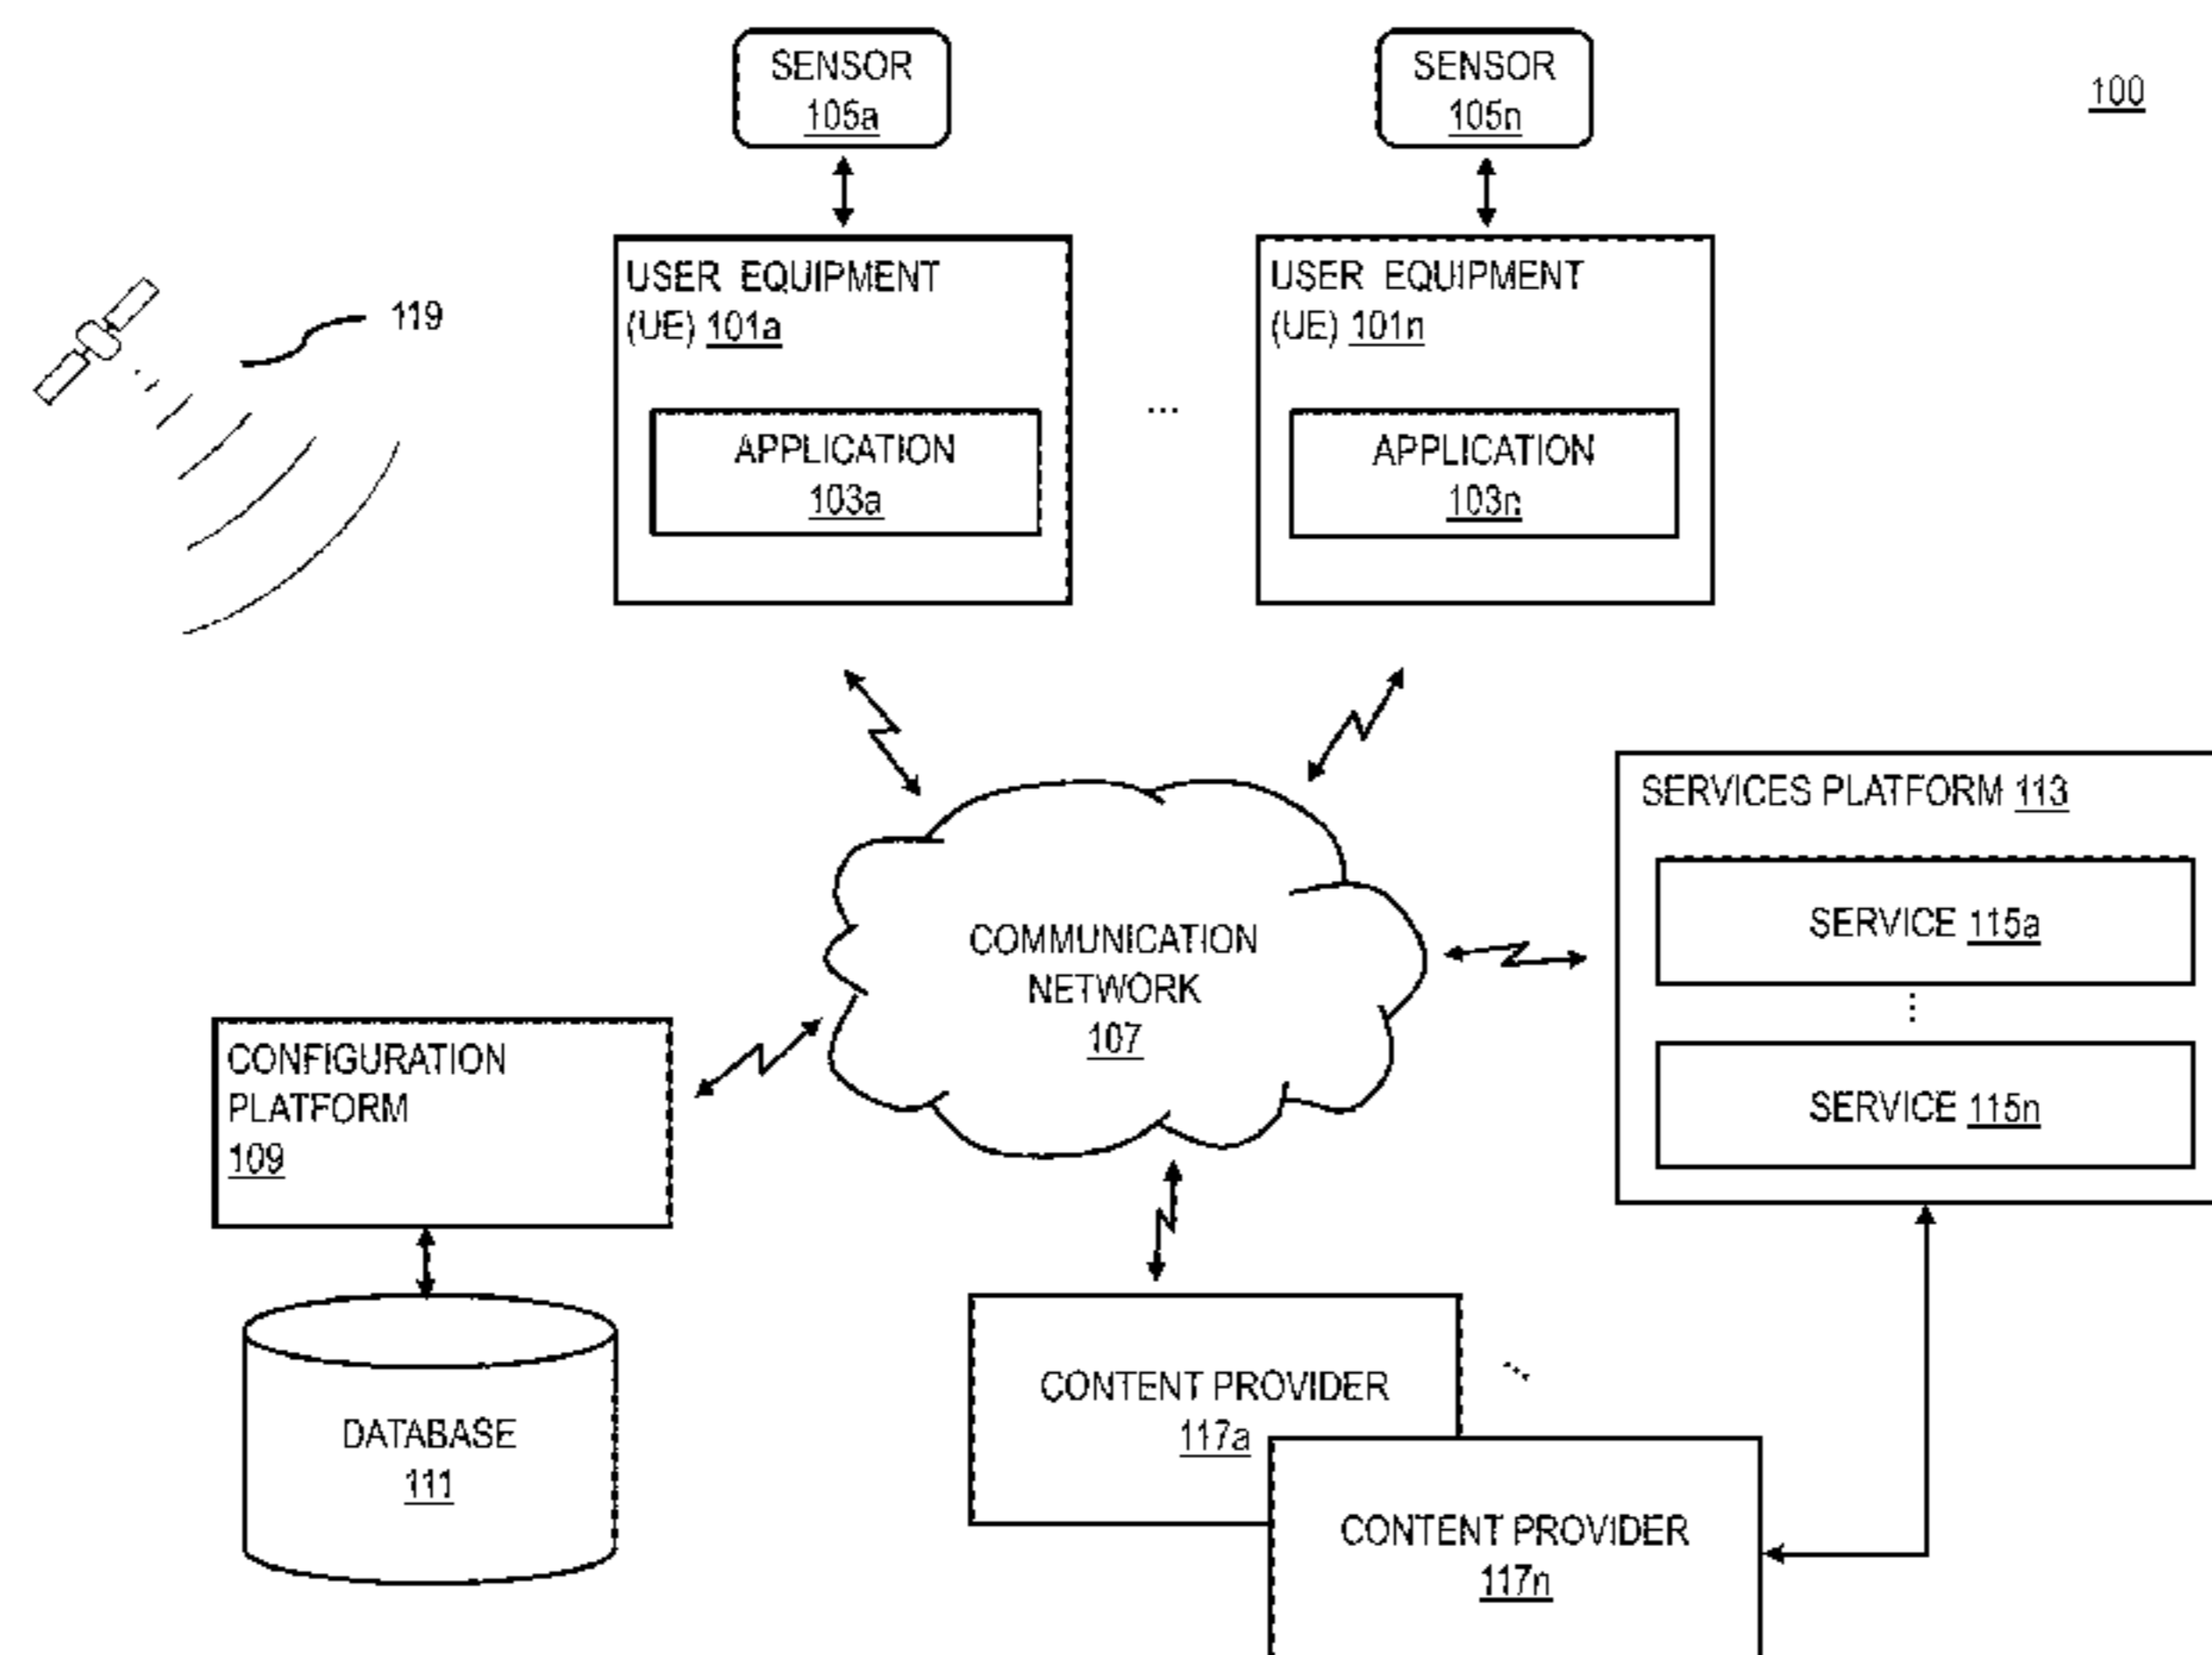 SENSOR
105a
SENSOR
105n
100
USER EQUIPMENT
(UE) 101a
USER EQUIPMENT
(UE) 101n
119
APPLICATION
103a
...
APPLICATION
103n
SERVICES PLATFORM 113
SERVICE 115a
...
SERVICE 115n
COMMUNICATION
NETWORK
107
CONFIGURATION
PLATFORM
109
DATABASE
111
CONTENT PROVIDER
117a
...
CONTENT PROVIDER
117n